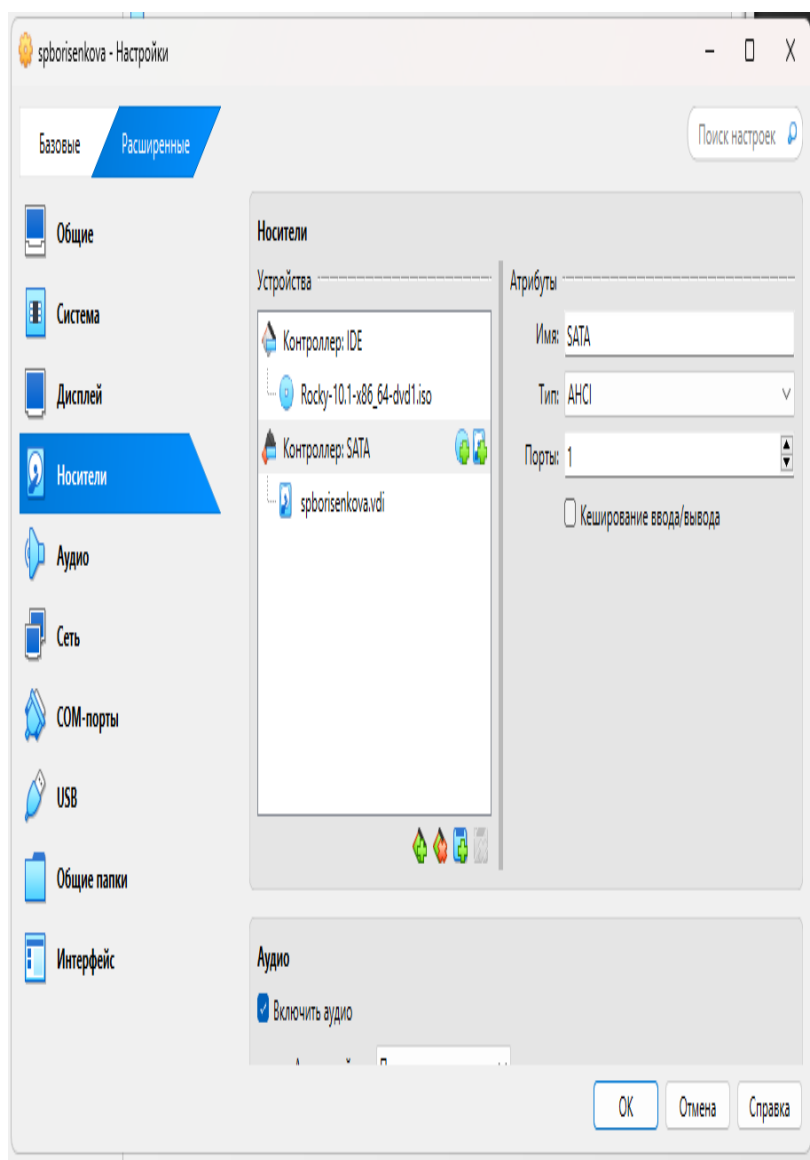 spborisenkova - Настройки
Базовые
Расширенные
Поиск настроек
Общие
Система
Дисплей
Носители
Аудио
Сеть
COM-порты
USB
Общие папки
Интерфейс
Носители
Устройства
Контроллер: IDE
Rocky-10.1-x86_64-dvd1.iso
Контроллер: SATA
spborisenkova.vdi
Атрибуты
Имя: SATA
Тип: AHCI
Порты: 1
Кеширование ввода/вывода
Аудио
Включить аудио
OK
Отмена
Справка